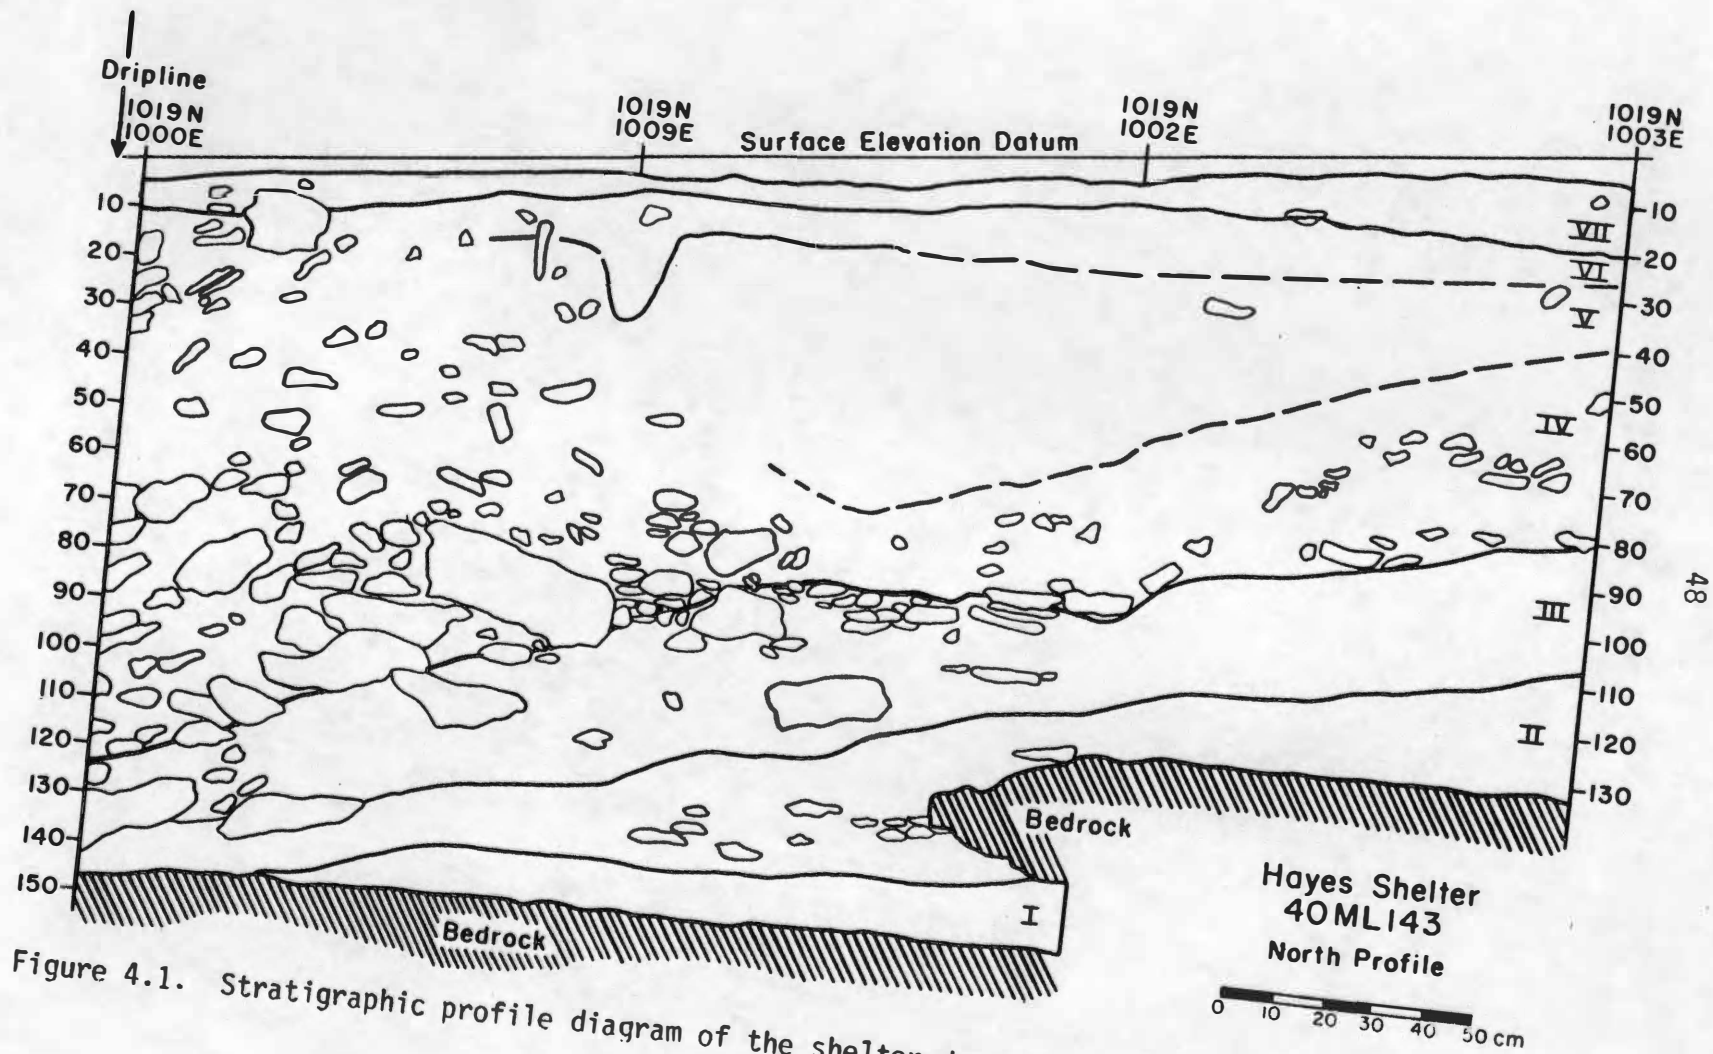 Dripline
1019N
1000E
1019N
1009E
Surface Elevation Datum
1019N
1002E
1019N
1003E
10
20
30
40
50
60
70
80
90
100
110
120
130
140
150
10
20
30
40
50
60
70
80
90
100
110
120
130
VII
VI
V
IV
III
II
I
Bedrock
Bedrock
48
Hayes Shelter
40ML143
North Profile
0 10 20 30 40 50 cm
Figure 4.1. Stratigraphic profile diagram of the shelter